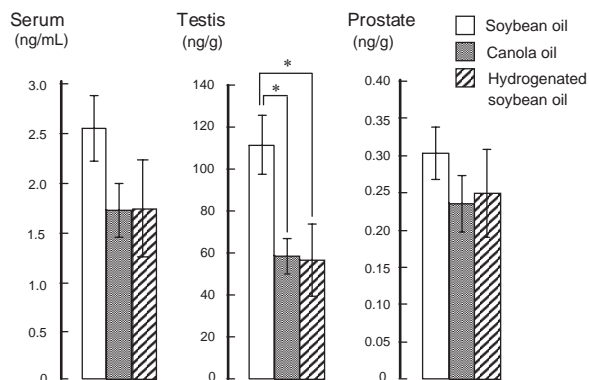 Serum
(ng/mL)
3.0
2.5
2.0
1.5
1.0
0.5
0
Testis
(ng/g)
140
120
100
80
60
40
20
0
*
*
Prostate
(ng/g)
0.40
0.35
0.30
0.25
0.20
0.15
0.10
0.05
0.00
Soybean oil
Canola oil
Hydrogenated
soybean oil